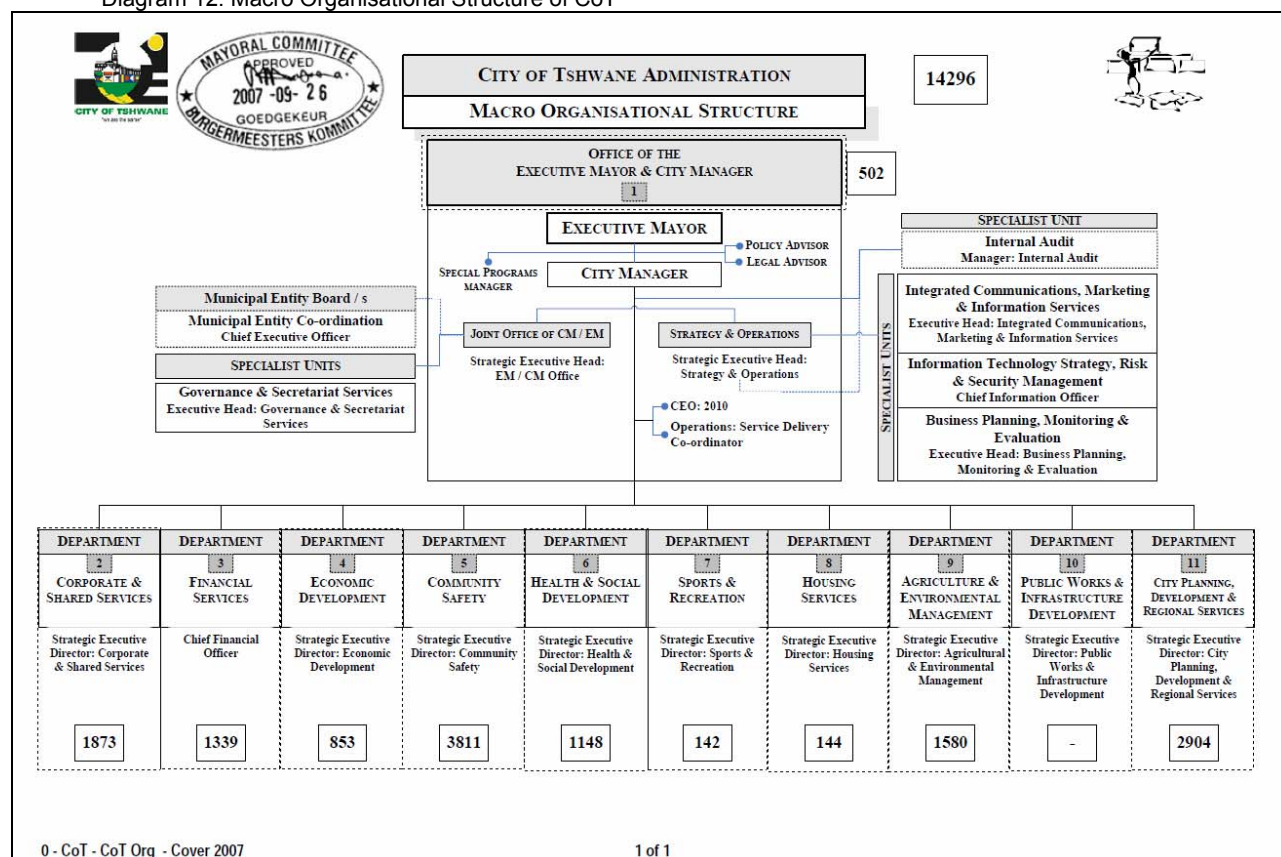 Diagram 12: Macro Organisational Structure of CoT
CITY OF TSHWANE
MAYORAL COMMITTEE
APPROVED
2007 -09- 26
GOEDGEKEUR
BURGERMEESTERS KOMMITTEE
CITY OF TSHWANE ADMINISTRATION
MACRO ORGANISATIONAL STRUCTURE
14296
OFFICE OF THE
EXECUTIVE MAYOR & CITY MANAGER
1
502
EXECUTIVE MAYOR
POLICY ADVISOR
LEGAL ADVISOR
SPECIAL PROGRAMS
MANAGER
CITY MANAGER
SPECIALIST UNIT
Internal Audit
Manager: Internal Audit
Municipal Entity Board / s
Municipal Entity Co-ordination
Chief Executive Officer
SPECIALIST UNITS
Governance & Secretariat Services
Executive Head: Governance & Secretariat
Services
JOINT OFFICE OF CM / EM
Strategic Executive Head:
EM / CM Office
STRATEGY & OPERATIONS
Strategic Executive Head:
Strategy & Operations
SPECIALIST UNITS
Integrated Communications, Marketing
& Information Services
Executive Head: Integrated Communications,
Marketing & Information Services
Information Technology Strategy, Risk
& Security Management
Chief Information Officer
Business Planning, Monitoring &
Evaluation
Executive Head: Business Planning,
Monitoring & Evaluation
CEO: 2010
Operations: Service Delivery
Co-ordinator
DEPARTMENT
2
CORPORATE &
SHARED SERVICES
Strategic Executive
Director: Corporate
& Shared Services
1873
DEPARTMENT
3
FINANCIAL
SERVICES
Chief Financial
Officer
1339
DEPARTMENT
4
ECONOMIC
DEVELOPMENT
Strategic Executive
Director: Economic
Development
853
DEPARTMENT
5
COMMUNITY
SAFETY
Strategic Executive
Director: Community
Safety
3811
DEPARTMENT
6
HEALTH & SOCIAL
DEVELOPMENT
Strategic Executive
Director: Health &
Social Development
1148
DEPARTMENT
7
SPORTS &
RECREATION
Strategic Executive
Director: Sports &
Recreation
142
DEPARTMENT
8
HOUSING
SERVICES
Strategic Executive
Director: Housing
Services
144
DEPARTMENT
9
AGRICULTURE &
ENVIRONMENTAL
MANAGEMENT
Strategic Executive
Director: Agricultural
& Environmental
Management
1580
DEPARTMENT
10
PUBLIC WORKS &
INFRASTRUCTURE
DEVELOPMENT
Strategic Executive
Director: Public
Works &
Infrastructure
Development
-
DEPARTMENT
11
CITY PLANNING,
DEVELOPMENT &
REGIONAL SERVICES
Strategic Executive
Director: City
Planning,
Development &
Regional Services
2904
0 - CoT - CoT Org - Cover 2007
1 of 1